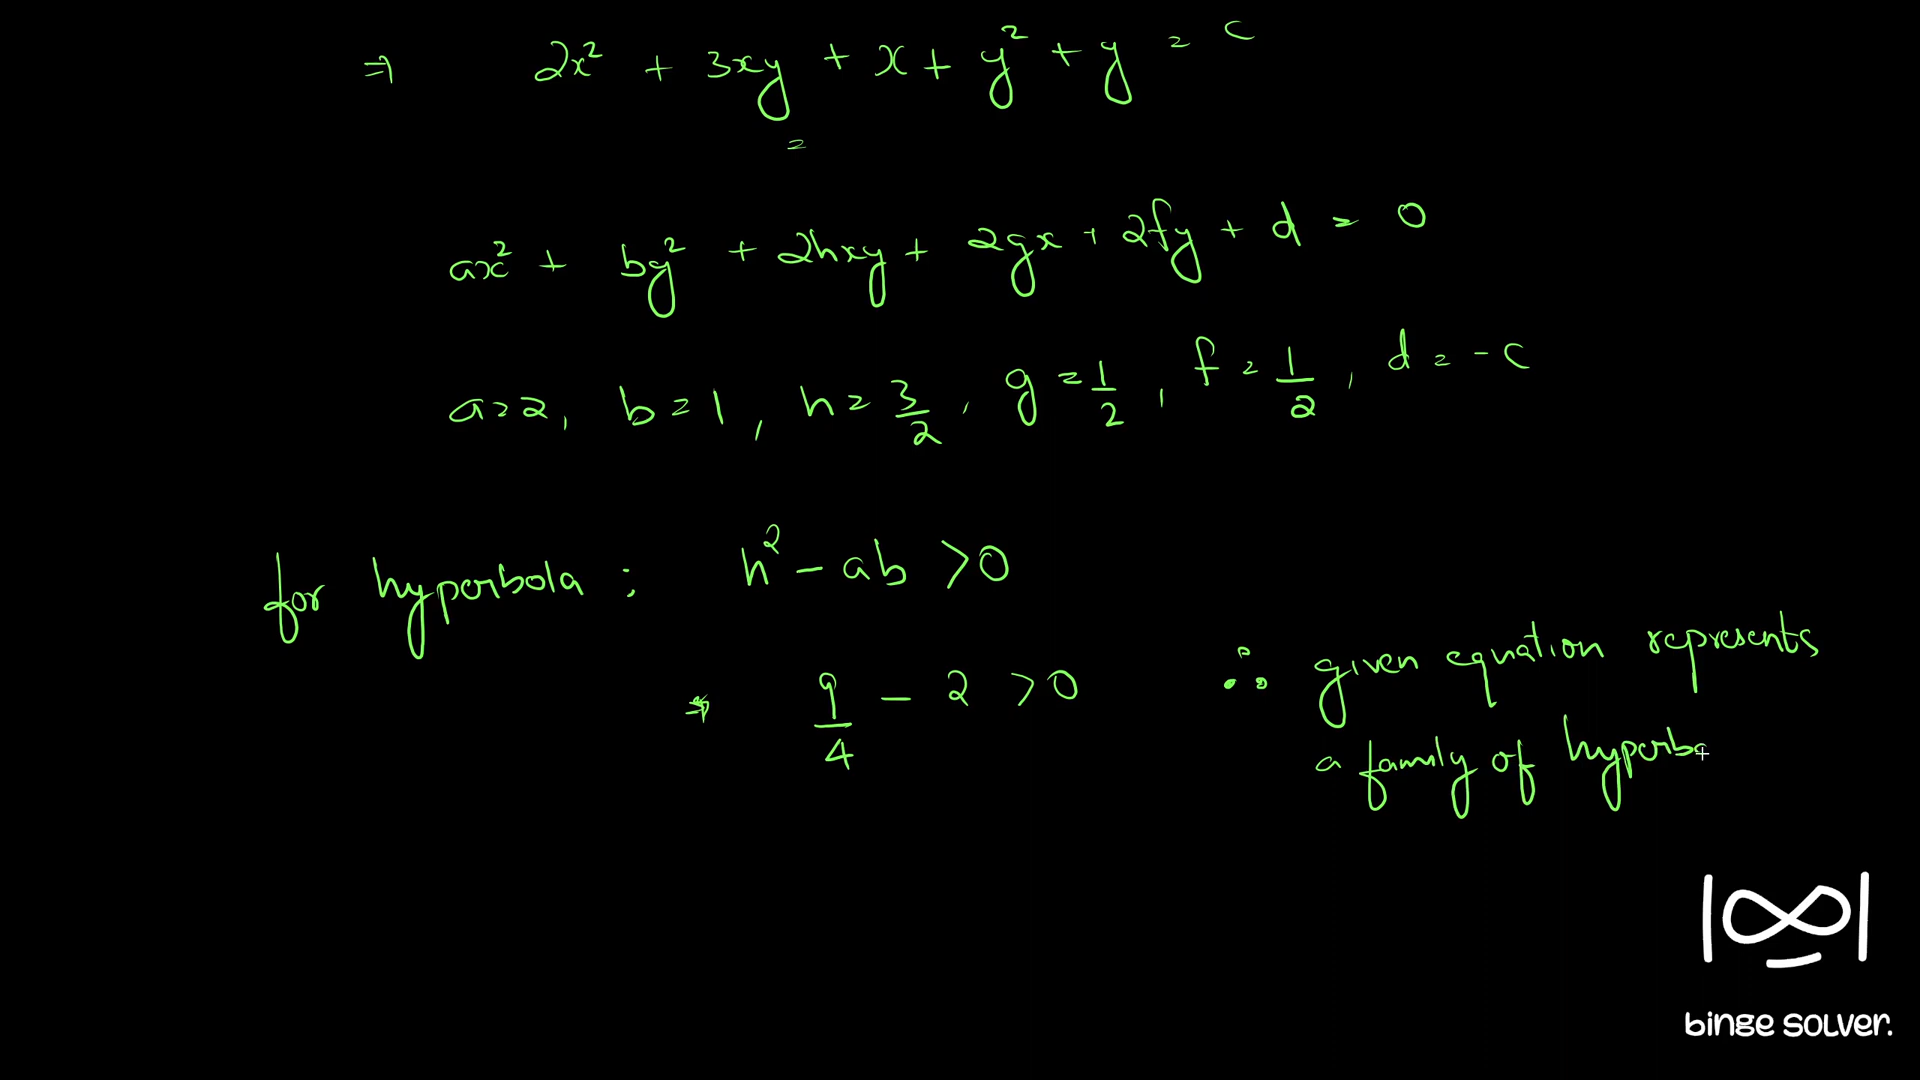 ⇒ 2x² + 3xy + x + y² + y = c
=
ax² + by² + 2hxy + 2gx + 2fy + d = 0
a=2, b=1, h=3/2, g=1/2, f=1/2, d=-c
for hyperbola: h² - ab >0
⇒ 9/4 - 2 >0
∴ given equation represents
a family of hyperbo
binge solver.